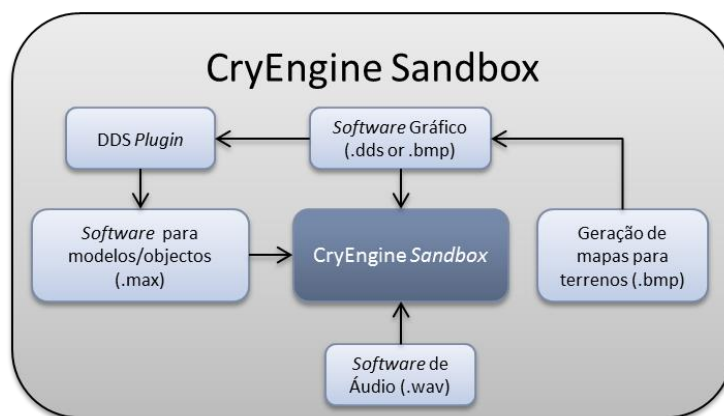 CryEngine Sandbox
DDS Plugin
Software Gráfico
(.dds or .bmp)
Software para
modelos/objectos
(.max)
CryEngine Sandbox
Geração de
mapas para
terrenos (.bmp)
Software de
Áudio (.wav)